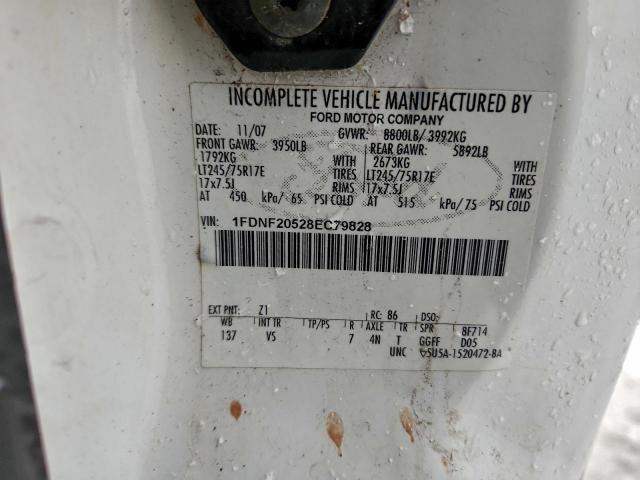 INCOMPLETE VEHICLE MANUFACTURED BY
FORD MOTOR COMPANY
DATE: 11/07 GVWR: 8800LB/ 3992KG
FRONT GAWR: 3950LB REAR GAWR: 5892LB
1792KG WITH 2673KG WITH
LT245/75R17E TIRES LT245/75R17E TIRES
17x7.5J RIMS 17x7.5J RIMS
AT 450 kPa/ 65 PSI COLD AT 515 kPa/ 75 PSI COLD
VIN: 1FDNF20528EC79828
EXT PNT: Z1 RC: 86 DSO:
WB INT TR TP/PS R AXLE TR SPR 8F714
137 VS 7 4N T GGFF D05
UNC 5U5A-1520472-BA